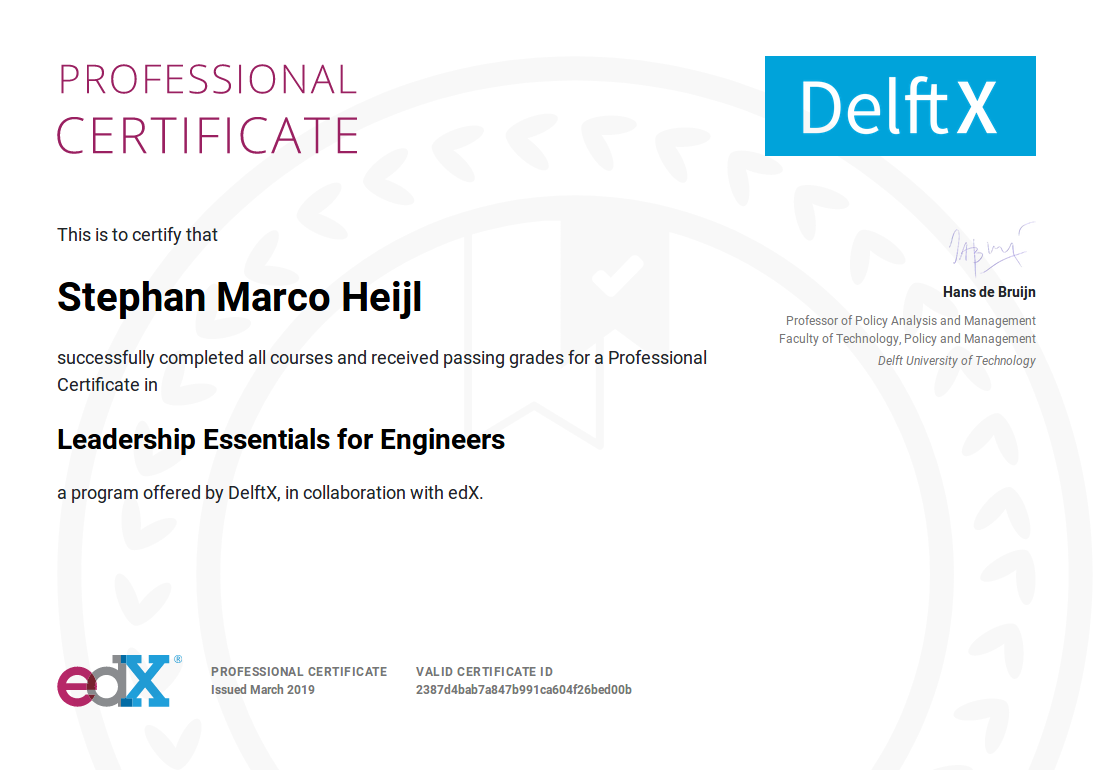 PROFESSIONAL
CERTIFICATE
DelftX
This is to certify that
Stephan Marco Heijl
successfully completed all courses and received passing grades for a Professional
Certificate in
Leadership Essentials for Engineers
a program offered by DelftX, in collaboration with edX.
Hans de Bruijn
Professor of Policy Analysis and Management
Faculty of Technology, Policy and Management
Delft University of Technology
edX®
PROFESSIONAL CERTIFICATE
Issued March 2019
VALID CERTIFICATE ID
2387d4bab7a847b991ca604f26bed00b